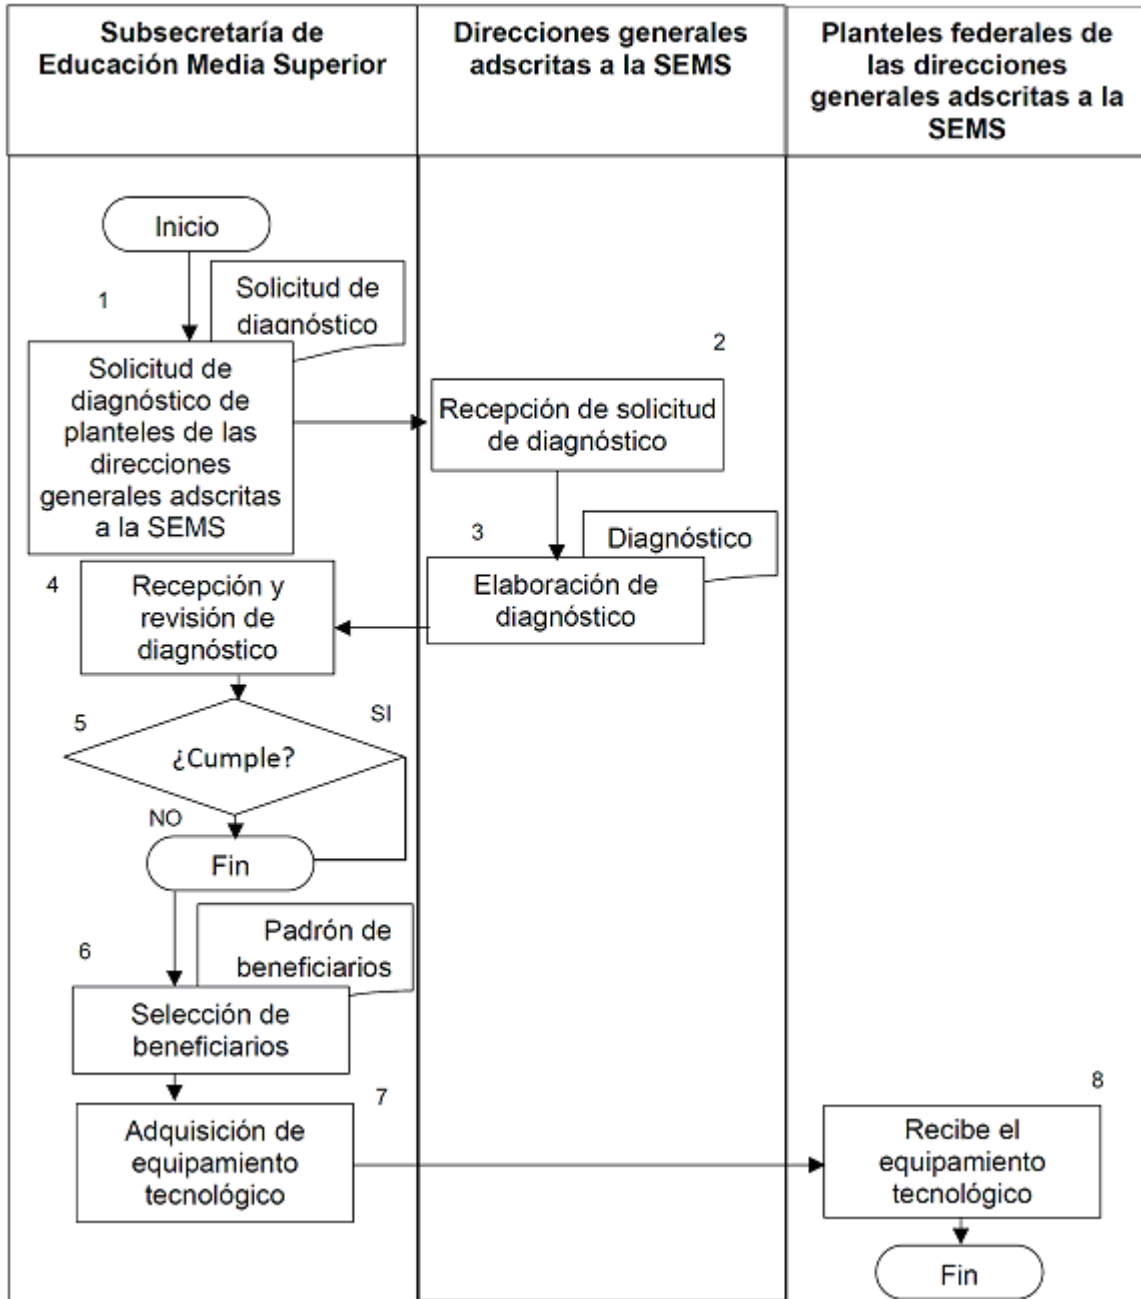 Subsecretaría de
Educación Media Superior
Direcciones generales
adscritas a la SEMS
Planteles federales de
las direcciones
generales adscritas a la
SEMS
Inicio
1
Solicitud de
diagnóstico
Solicitud de
diagnóstico de
planteles de las
direcciones
generales adscritas
a la SEMS
2
Recepción de solicitud
de diagnóstico
3
Diagnóstico
Elaboración de
diagnóstico
4
Recepción y
revisión de
diagnóstico
5
SI
¿Cumple?
NO
Fin
6
Padrón de
beneficiarios
Selección de
beneficiarios
7
Adquisición de
equipamiento
tecnológico
8
Recibe el
equipamiento
tecnológico
Fin